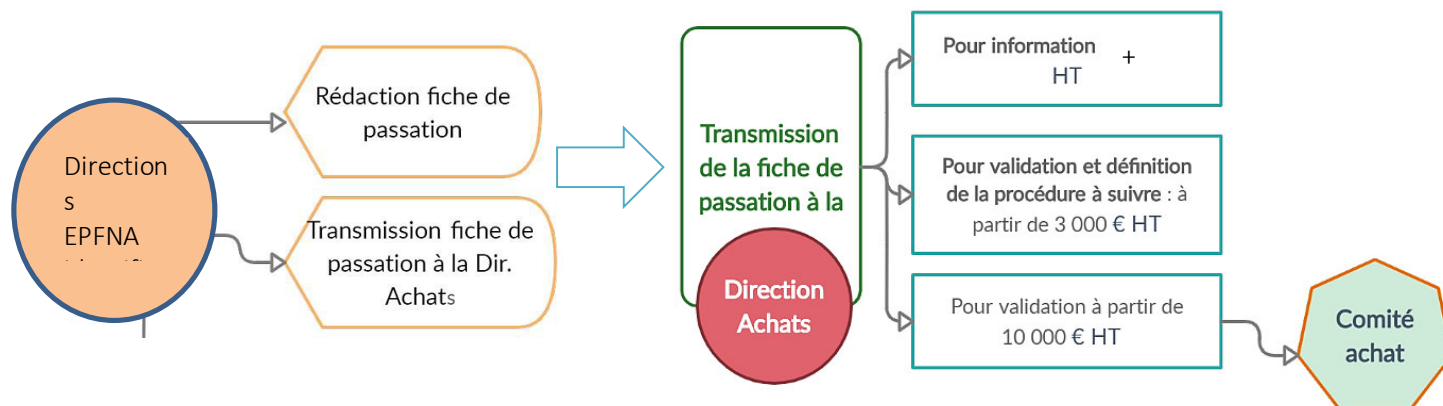 Direction
s
EPFNA
Rédaction fiche de
passation
Transmission fiche de
passation à la Dir.
Achats
Transmission
de la fiche de
passation à la
Direction
Achats
Pour information +
HT
Pour validation et définition
de la procédure à suivre : à
partir de 3 000 € HT
Pour validation à partir de
10 000 € HT
Comité
achat